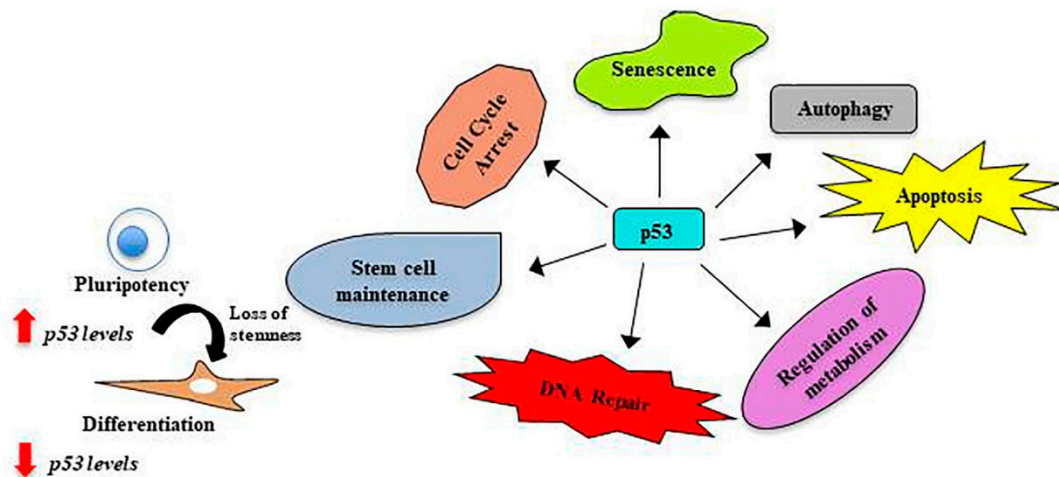 Senescence
Autophagy
Cell Cycle
Arrest
Apoptosis
p53
Stem cell
maintenance
Pluripotency
Loss of
stemness
p53 levels
Regulation of
metabolism
DNA Repair
Differentiation
p53 levels